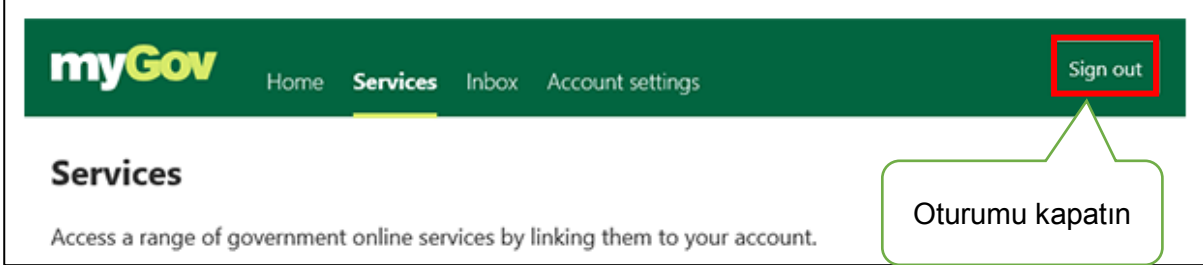 myGov Home Services Inbox Account settings Sign out
Services
Oturumu kapatın
Access a range of government online services by linking them to your account.